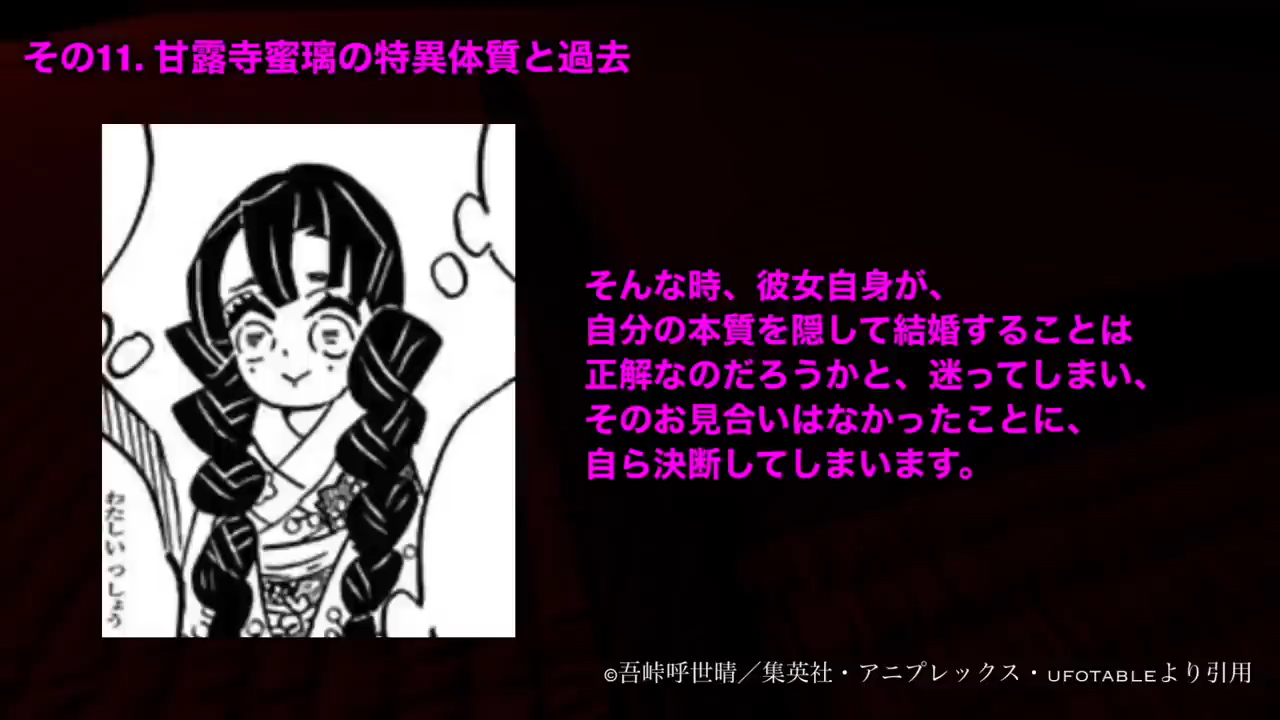 その11. 甘露寺蜜璃の特異体質と過去
そんな時、彼女自身が、
自分の本質を隠して結婚することは
正解なのだろうかと、迷ってしまい、
そのお見合いはなかったことに、
自ら決断してしまいます。
わたしいっしょう
©吾峠呼世晴／集英社・アニプレックス・UFOTABLEより引用